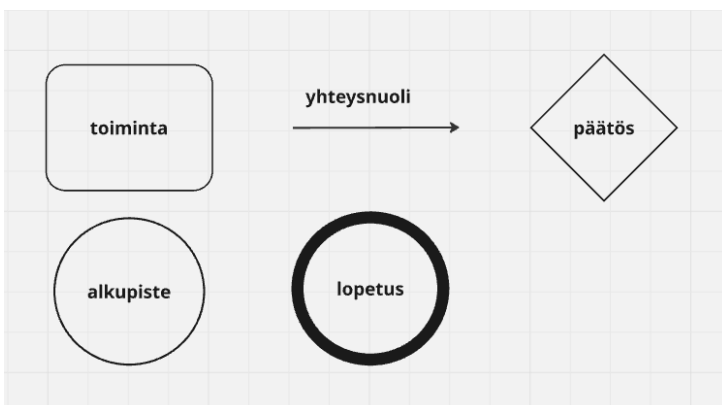 yhteysnuoli
toiminta
päätös
alkupiste
lopetus